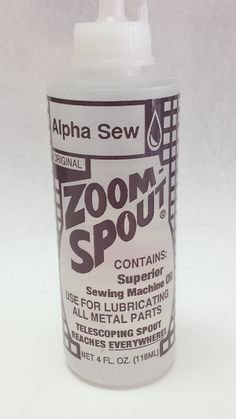 Alpha Sew
ORIGINAL
ZOOM-
SPOUT®
CONTAINS:
Superior
Sewing Machine Oil
USE FOR LUBRICATING
ALL METAL PARTS
TELESCOPING SPOUT
REACHES EVERYWHERE!
NET 4 FL. OZ. (118ML)